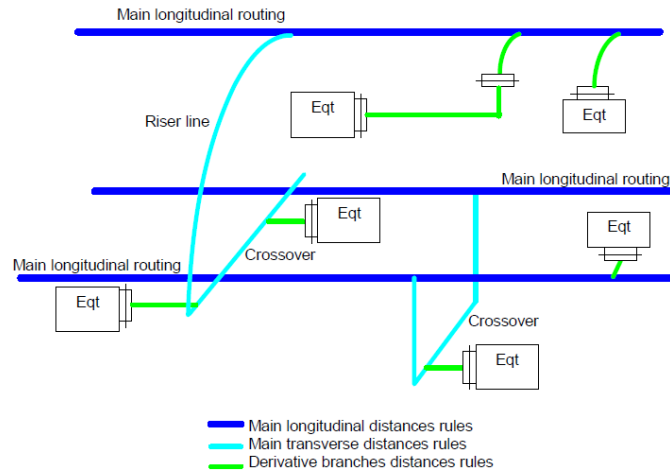 Main longitudinal routing
Eqt
Eqt
Riser line
Main longitudinal routing
Eqt
Eqt
Crossover
Main longitudinal routing
Eqt
Crossover
Eqt
Main longitudinal distances rules
Main transverse distances rules
Derivative branches distances rules